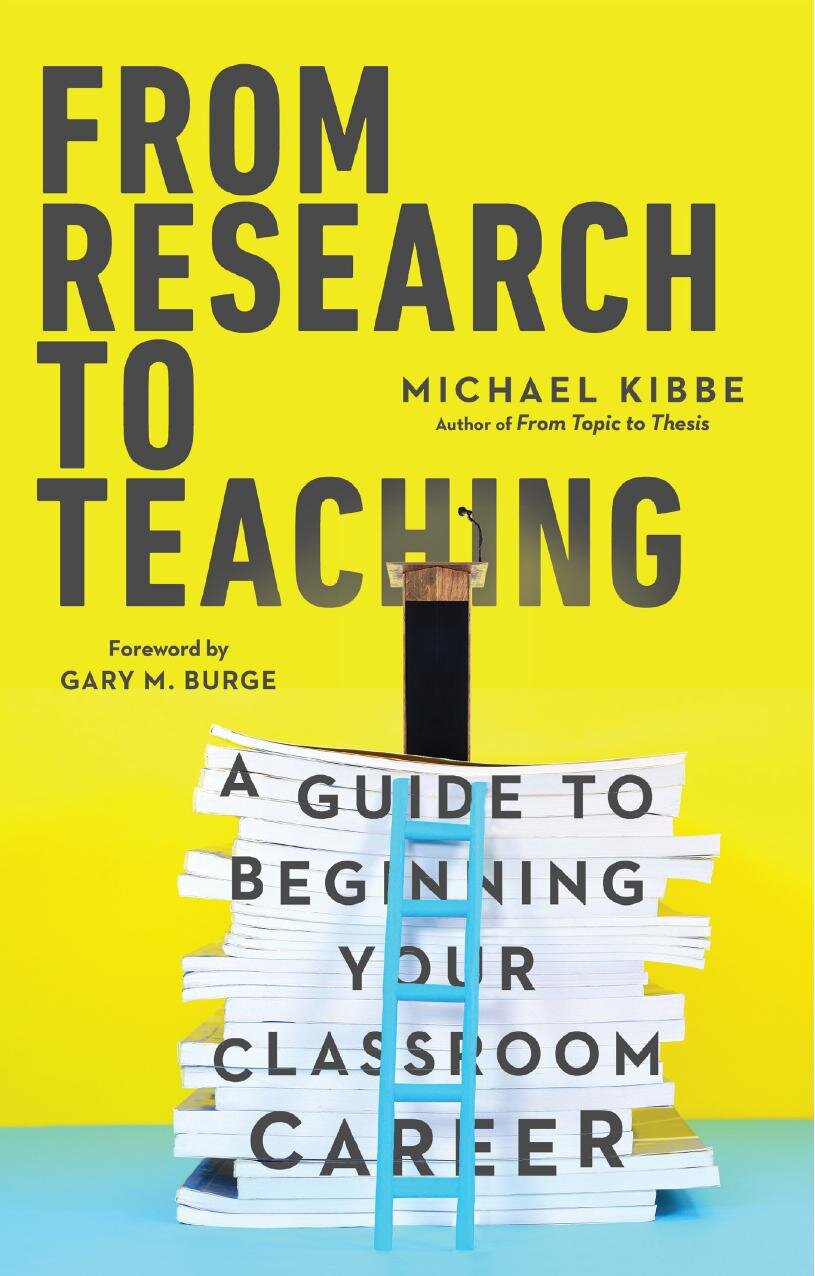 FROM
RESEARCH
TO
MICHAEL KIBBE
Author of From Topic to Thesis
TEACHING
Foreword by
GARY M. BURGE
A GUIDE TO
BEGINNING
YOUR
CLASSROOM
CAREER